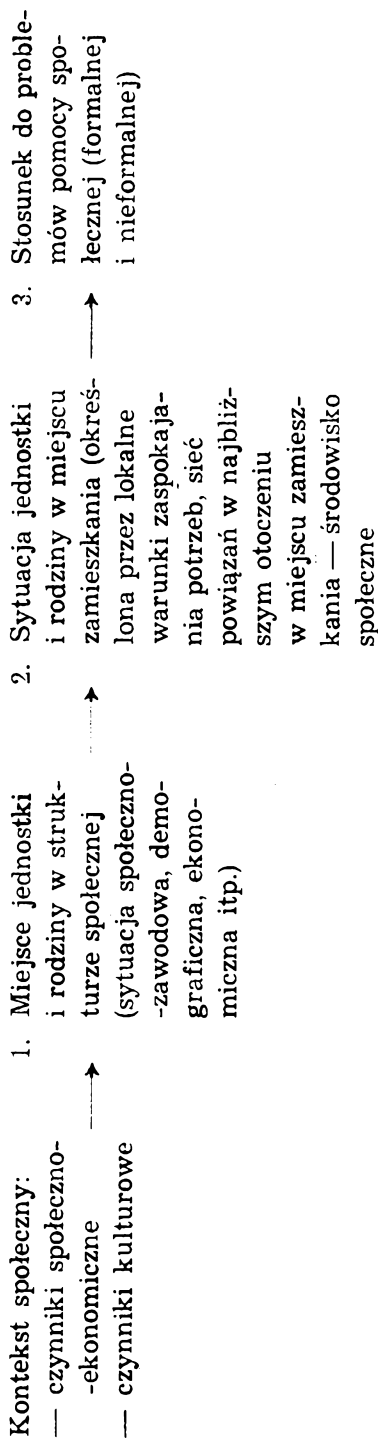 Kontekst społeczny:
— czynniki społeczno-
-ekonomiczne
— czynniki kulturowe
1. Miejsce jednostki
i rodziny w struk-
turze społecznej
(sytuacja społeczno-
-zawodowa, demo-
graficzna, ekono-
miczna itp.)
2. Sytuacja jednostki
i rodziny w miejscu
zamieszkania (okreś-
lona przez lokalne
warunki zaspokaja-
nia potrzeb, sieć
powiązań w najbliż-
szym otoczeniu
w miejscu zamiesz-
kania — środowisko
społeczne
3. Stosunek do proble-
mów pomocy spo-
łecznej (formalnej
i nieformalnej)